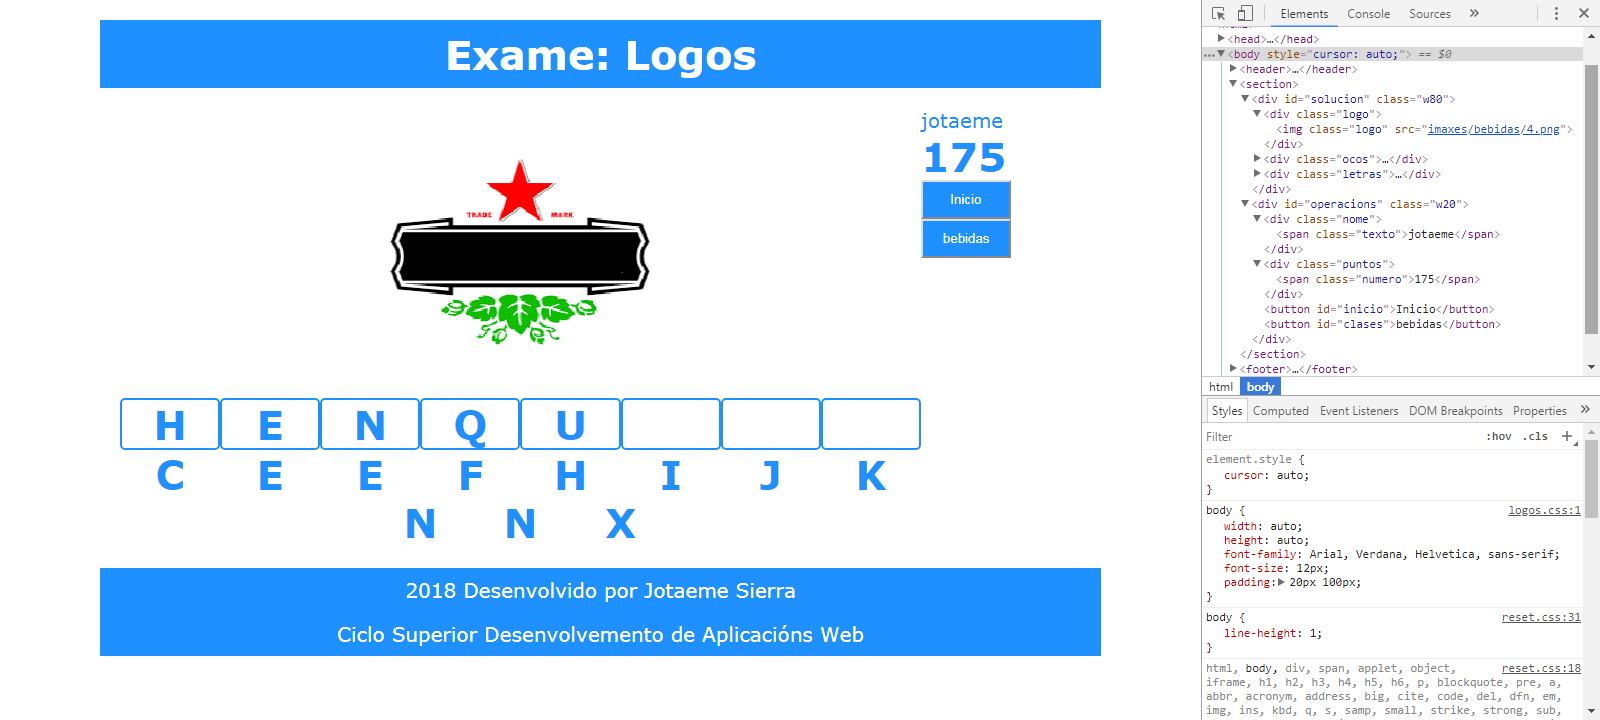 Exame: Logos
jotaeme
175
Inicio
bebidas
TRADE MARK
H E N Q U
C E E F H I J K
N N X
2018 Desenvolvido por Jotaeme Sierra
Ciclo Superior Desenvolvemento de Aplicacións Web
Elements Console Sources »
<head>…</head>
<body style="cursor: auto;"> == $0
<header>…</header>
<section>
<div id="solucion" class="w80">
<div class="logo">
<img class="logo" src="imaxes/bebidas/4.png">
</div>
<div class="ocos">…</div>
<div class="letras">…</div>
</div>
<div id="operacions" class="w20">
<div class="nome">
<span class="texto">jotaeme</span>
</div>
<div class="puntos">
<span class="numero">175</span>
</div>
<button id="inicio">Inicio</button>
<button id="clases">bebidas</button>
</div>
</section>
<footer>…</footer>
html body
Styles Computed Event Listeners DOM Breakpoints Properties »
Filter :hov .cls +
element.style {
cursor: auto;
}
body { logos.css:1
width: auto;
height: auto;
font-family: Arial, Verdana, Helvetica, sans-serif;
font-size: 12px;
padding: 20px 100px;
}
body { reset.css:31
line-height: 1;
}
html, body, div, span, applet, object, reset.css:18
iframe, h1, h2, h3, h4, h5, h6, p, blockquote, pre, a,
abbr, acronym, address, big, cite, code, del, dfn, em,
img, ins, kbd, q, s, samp, small, strike, strong, sub,